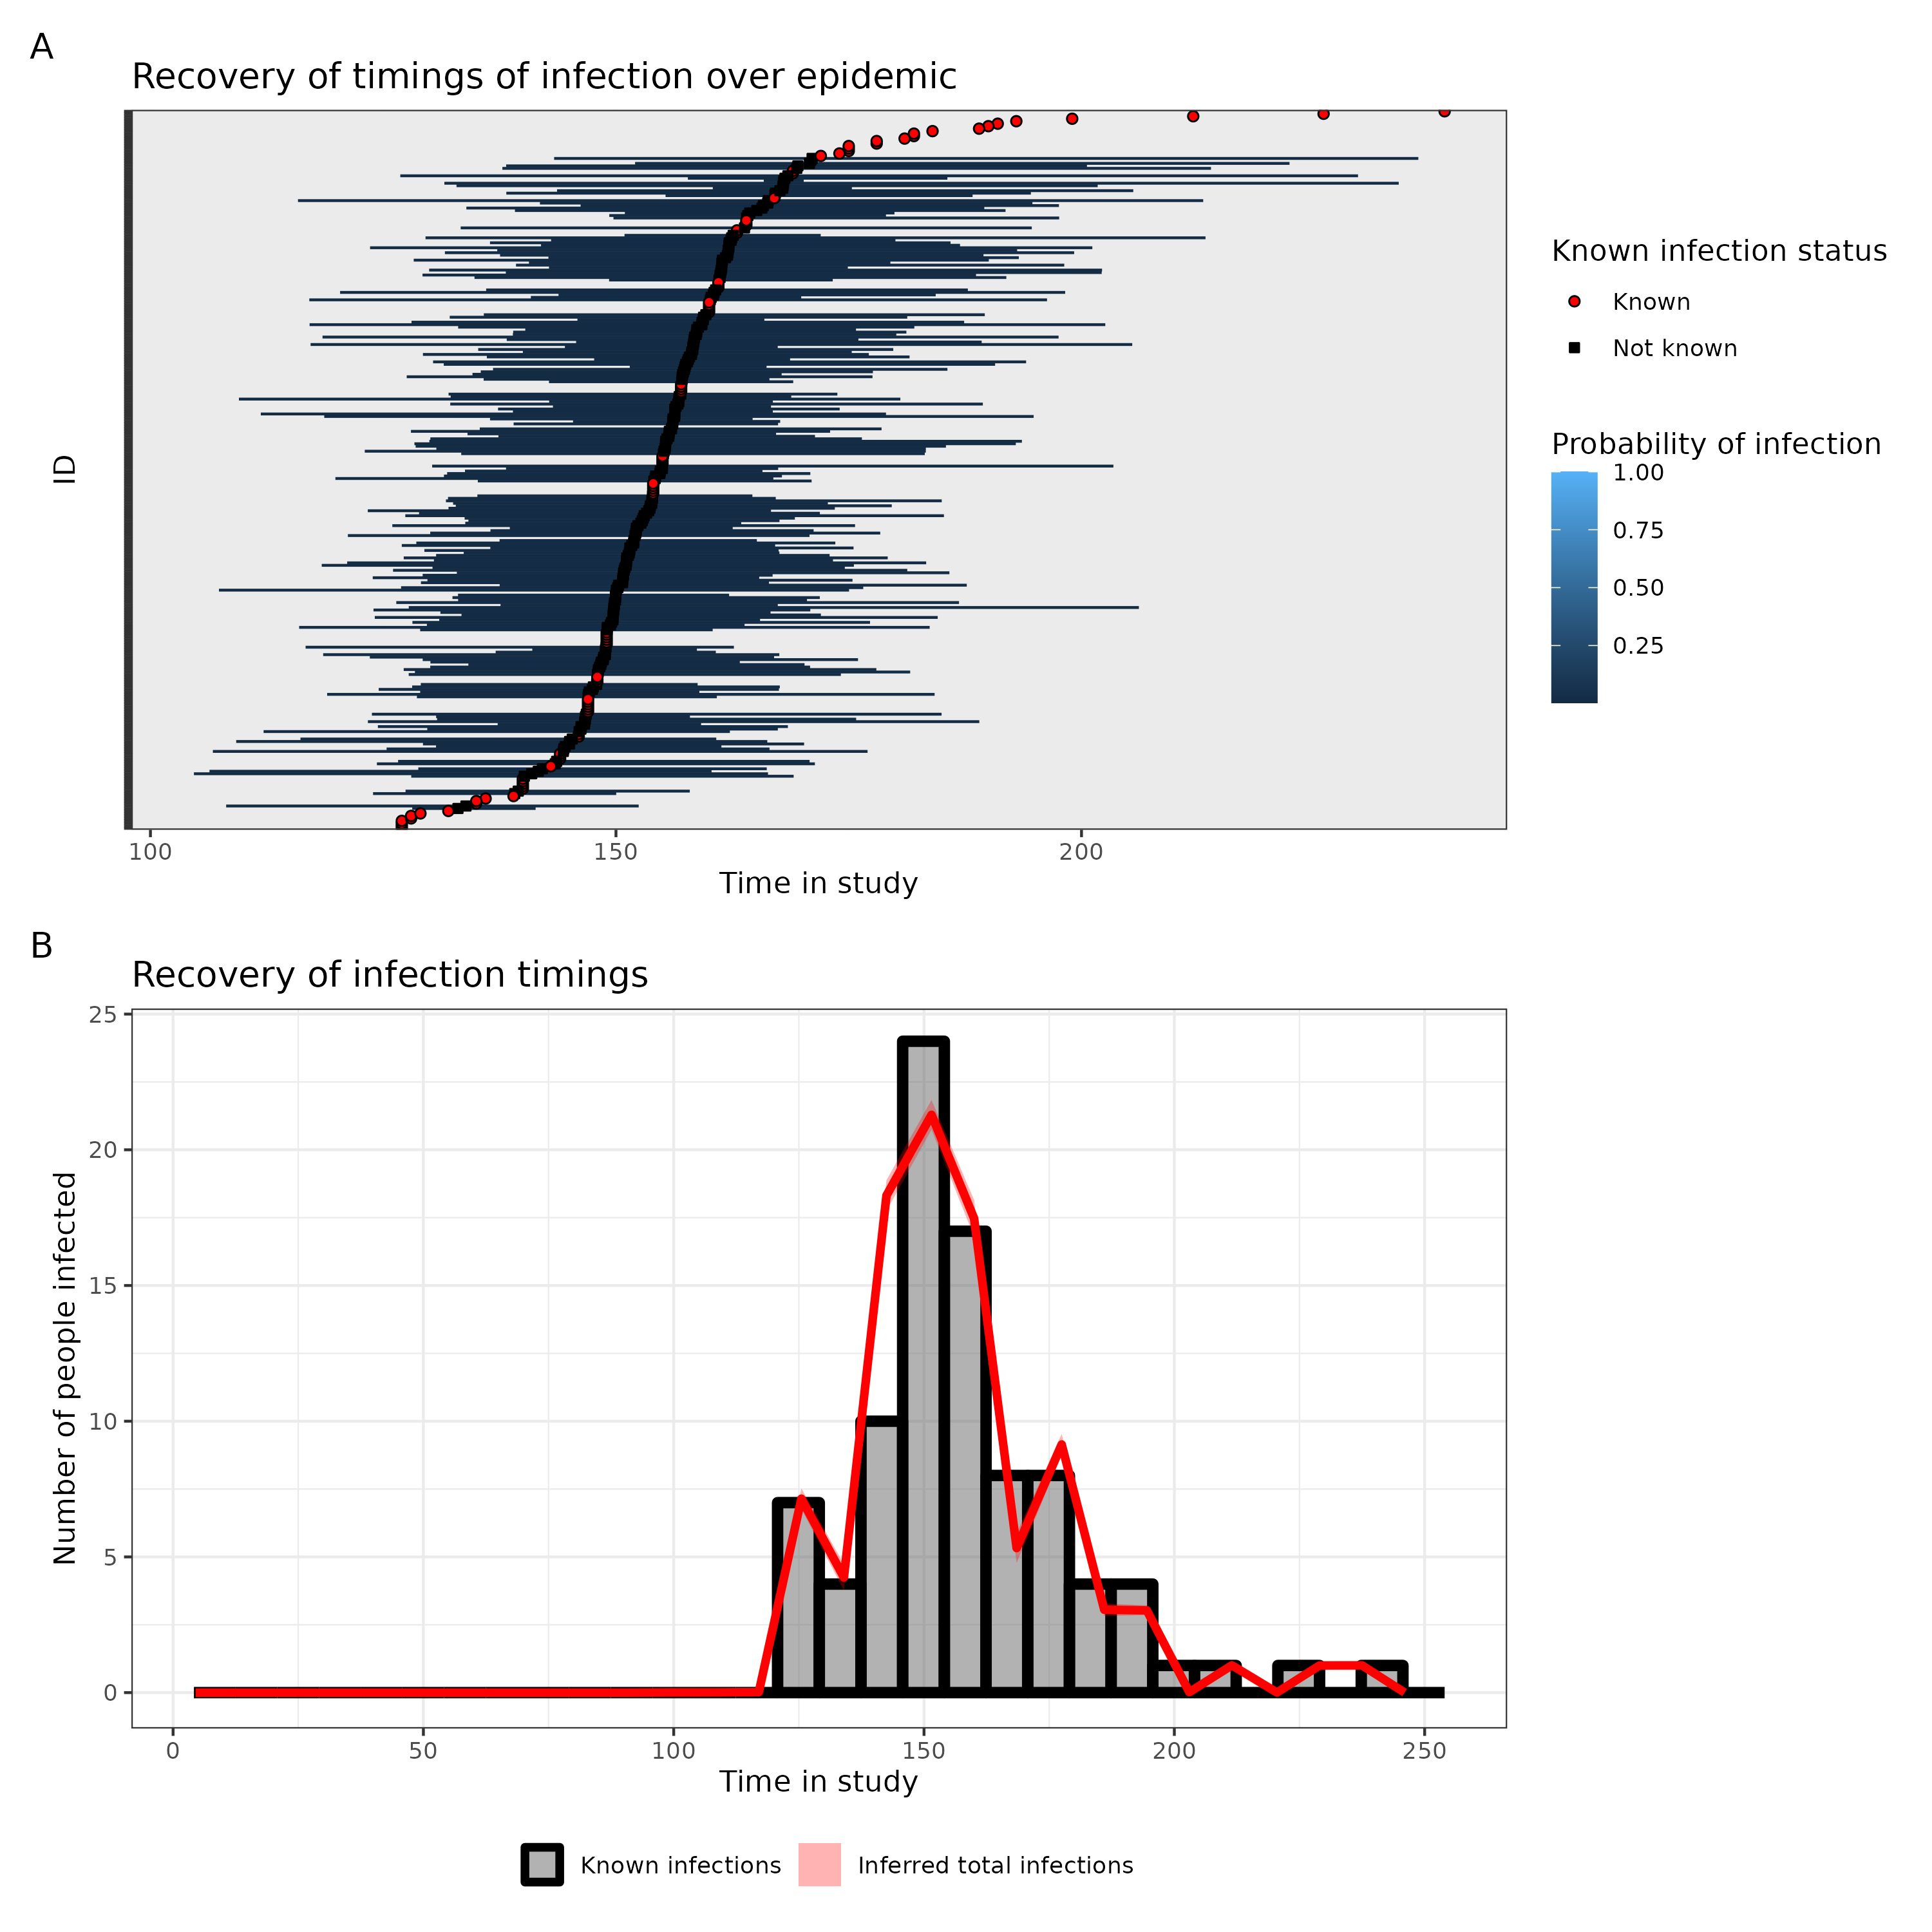 A
Recovery of timings of infection over epidemic
ID
100 150 200
Time in study
Known infection status
Known
Not known
Probability of infection
1.00
0.75
0.50
0.25
B
Recovery of infection timings
Number of people infected
25
20
15
10
5
0
0 50 100 150 200 250
Time in study
Known infections Inferred total infections